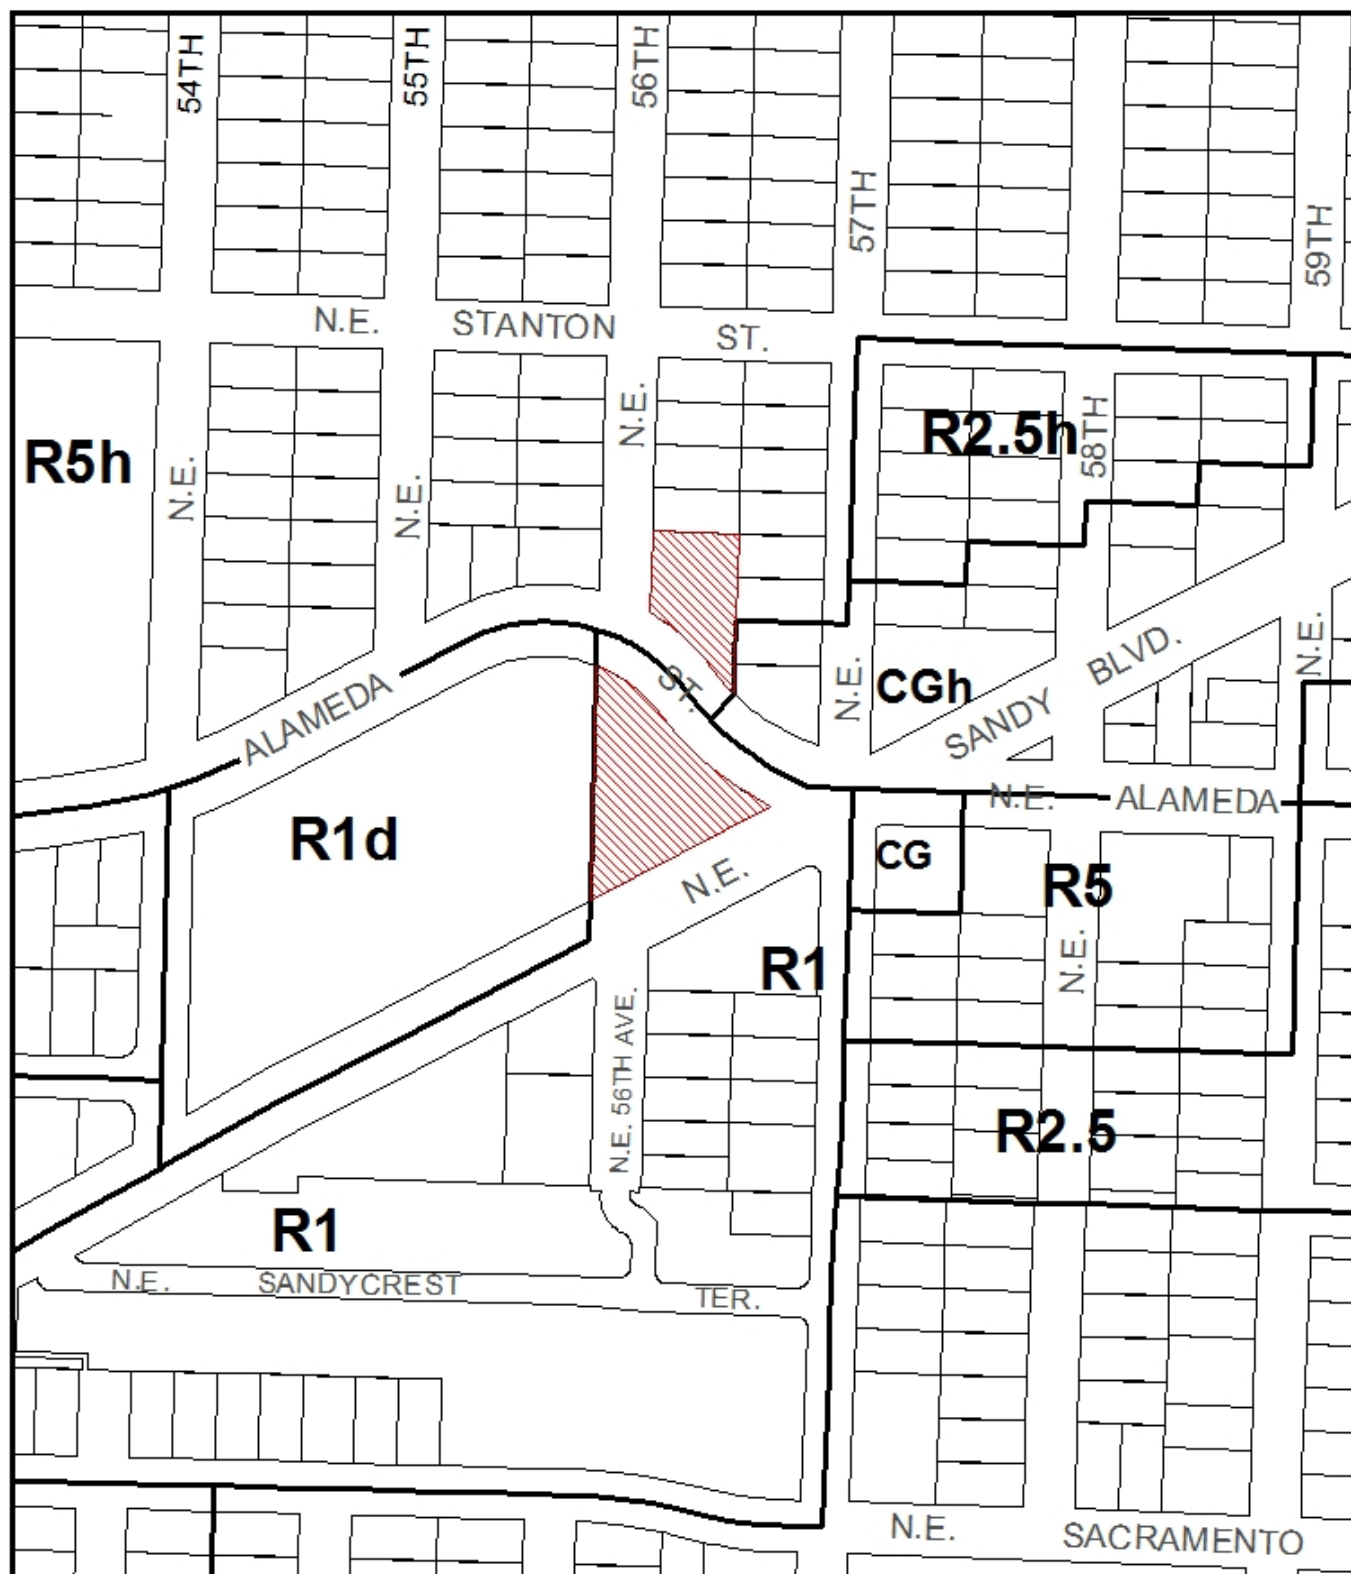 54TH
55TH
56TH
57TH
59TH
N.E. STANTON ST.
R5h
N.E.
N.E.
N.E.
R2.5h
58TH
ALAMEDA ST.
N.E.
CGh
SANDY BLVD.
N.E.
N.E. ALAMEDA
R1d
N.E.
CG
R5
N.E.
R1
N.E. 56TH AVE.
R2.5
R1
N.E. SANDYCREST TER.
N.E. SACRAMENTO